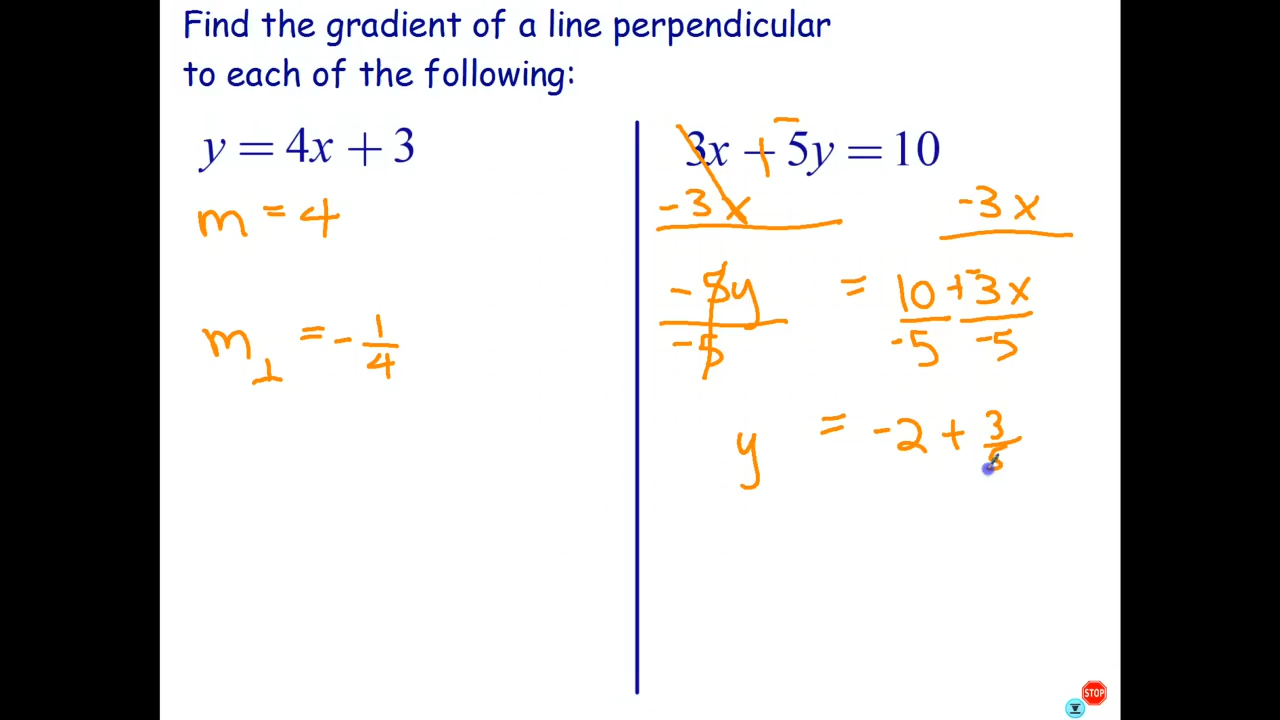 Find the gradient of a line perpendicular
to each of the following:
y = 4x + 3
m = 4
m⊥ = - 1/4
3x + ⁻5y = 10
-3x -3x
-5y = 10 + ⁻3x
-5 -5 -5
y = -2 + 3/5
STOP